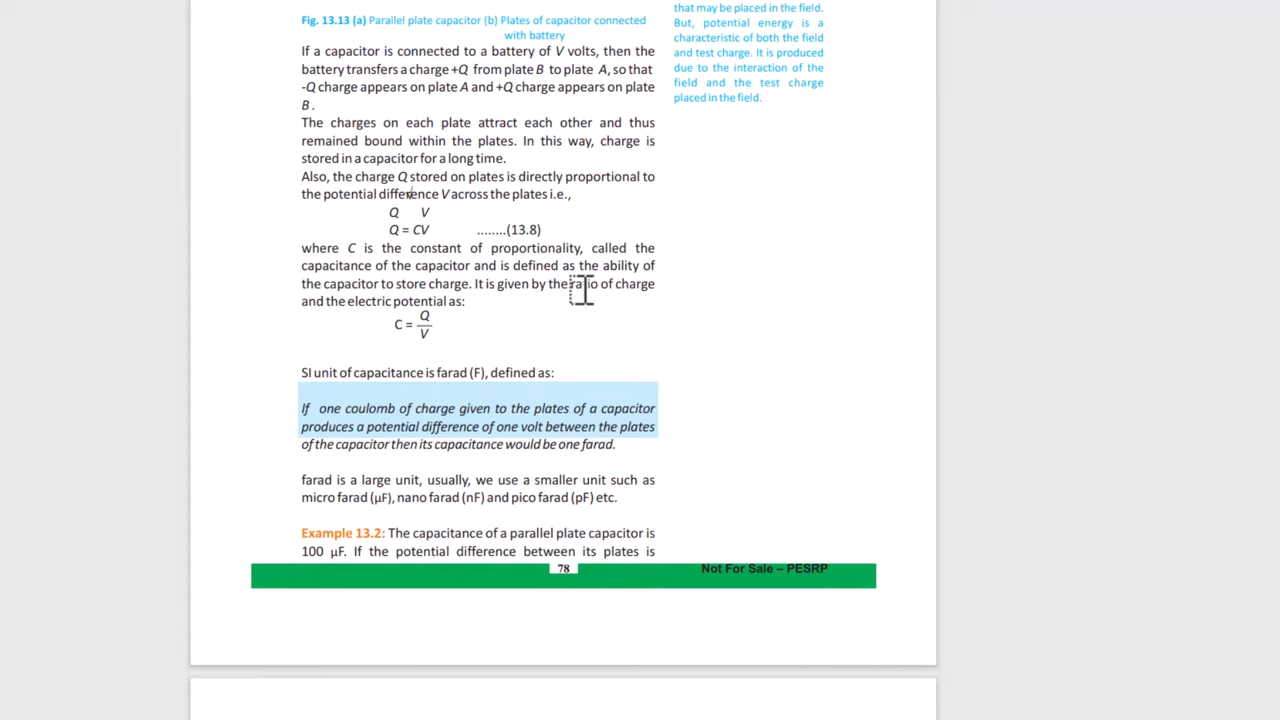 Fig. 13.13 (a) Parallel plate capacitor (b) Plates of capacitor connected
with battery
If a capacitor is connected to a battery of V volts, then the
battery transfers a charge +Q from plate B to plate A, so that
-Q charge appears on plate A and +Q charge appears on plate
B .
The charges on each plate attract each other and thus
remained bound within the plates. In this way, charge is
stored in a capacitor for a long time.
Also, the charge Q stored on plates is directly proportional to
the potential difference V across the plates i.e.,
Q V
Q = CV ........(13.8)
where C is the constant of proportionality, called the
capacitance of the capacitor and is defined as the ability of
the capacitor to store charge. It is given by the ratio of charge
and the electric potential as:
C = Q
V
SI unit of capacitance is farad (F), defined as:
If one coulomb of charge given to the plates of a capacitor
produces a potential difference of one volt between the plates
of the capacitor then its capacitance would be one farad.
farad is a large unit, usually, we use a smaller unit such as
micro farad (μF), nano farad (nF) and pico farad (pF) etc.
Example 13.2: The capacitance of a parallel plate capacitor is
100 μF. If the potential difference between its plates is
that may be placed in the field.
But, potential energy is a
characteristic of both the field
and test charge. It is produced
due to the interaction of the
field and the test charge
placed in the field.
78
Not For Sale – PESRP